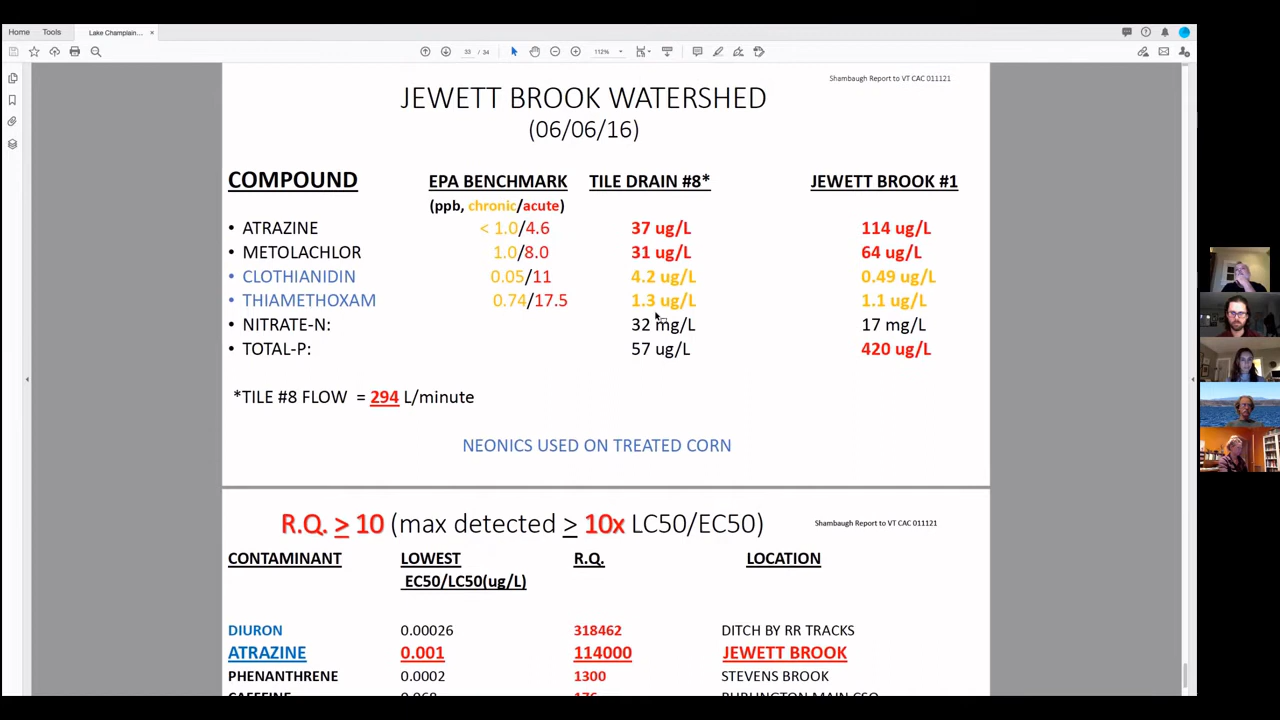 Home Tools Lake Champlain... ×
33 / 34 112%
Shambaugh Report to VT CAC 011121
JEWETT BROOK WATERSHED
(06/06/16)
COMPOUND EPA BENCHMARK TILE DRAIN #8* JEWETT BROOK #1
(ppb, chronic/acute)
• ATRAZINE < 1.0/4.6 37 ug/L 114 ug/L
• METOLACHLOR 1.0/8.0 31 ug/L 64 ug/L
• CLOTHIANIDIN 0.05/11 4.2 ug/L 0.49 ug/L
• THIAMETHOXAM 0.74/17.5 1.3 ug/L 1.1 ug/L
• NITRATE-N: 32 mg/L 17 mg/L
• TOTAL-P: 57 ug/L 420 ug/L
*TILE #8 FLOW = 294 L/minute
NEONICS USED ON TREATED CORN
R.Q. ≥ 10 (max detected ≥ 10x LC50/EC50)
Shambaugh Report to VT CAC 011121
CONTAMINANT LOWEST R.Q. LOCATION
EC50/LC50(ug/L)
DIURON 0.00026 318462 DITCH BY RR TRACKS
ATRAZINE 0.001 114000 JEWETT BROOK
PHENANTHRENE 0.0002 1300 STEVENS BROOK